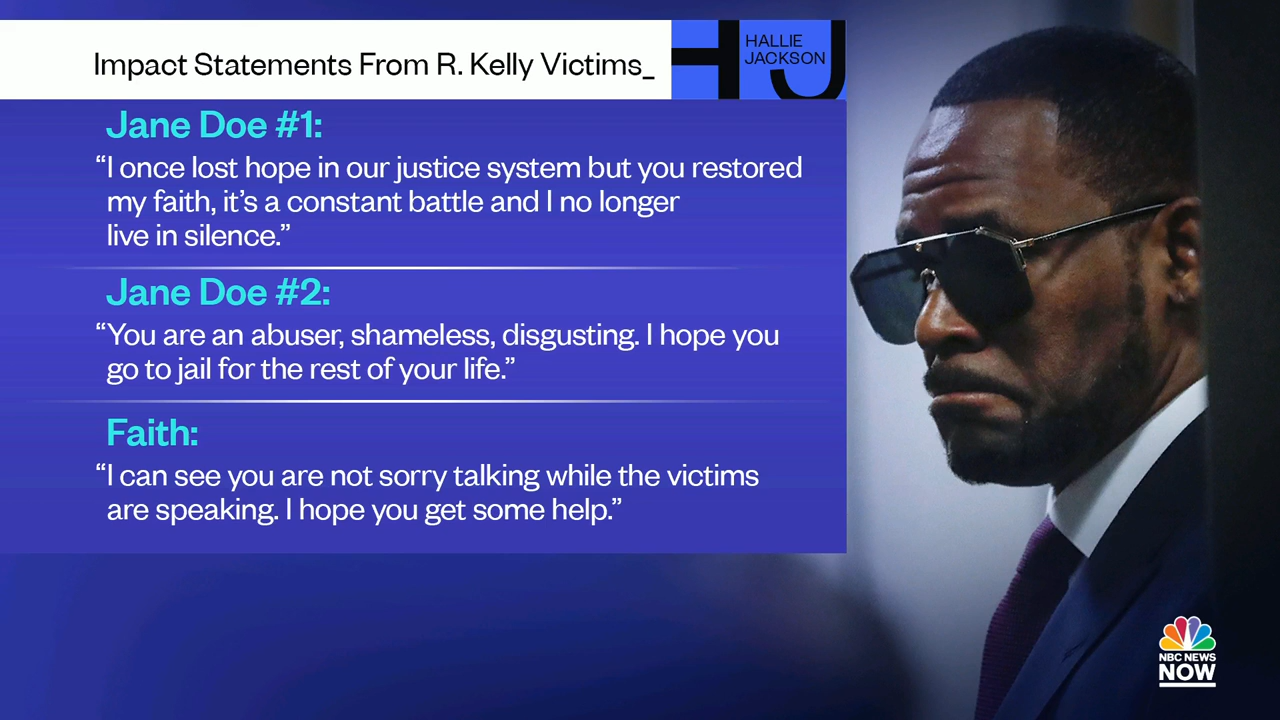 Impact Statements From R. Kelly Victims_
HALLIE
JACKSON
HJ
Jane Doe #1:
“I once lost hope in our justice system but you restored
my faith, it’s a constant battle and I no longer
live in silence.”
Jane Doe #2:
“You are an abuser, shameless, disgusting. I hope you
go to jail for the rest of your life.”
Faith:
“I can see you are not sorry talking while the victims
are speaking. I hope you get some help.”
NBC NEWS
NOW